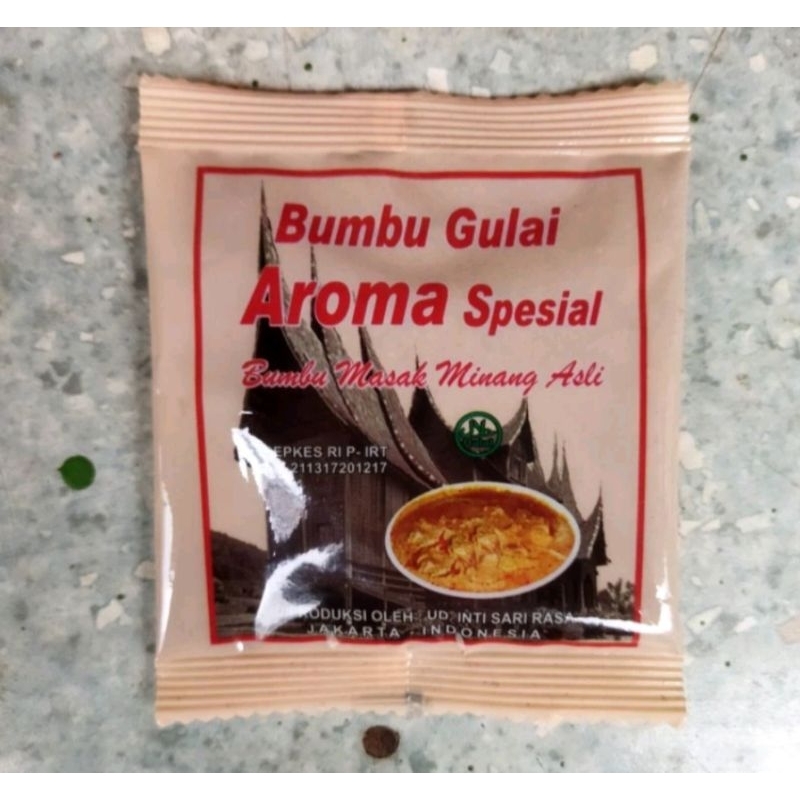 Bumbu Gulai
Aroma Spesial
Bumbu Masak Minang Asli
EPKES RI P- IRT
211317201217
RODUKSI OLEH : UD. INTI SARI RASA
JAKARTA - INDONESIA